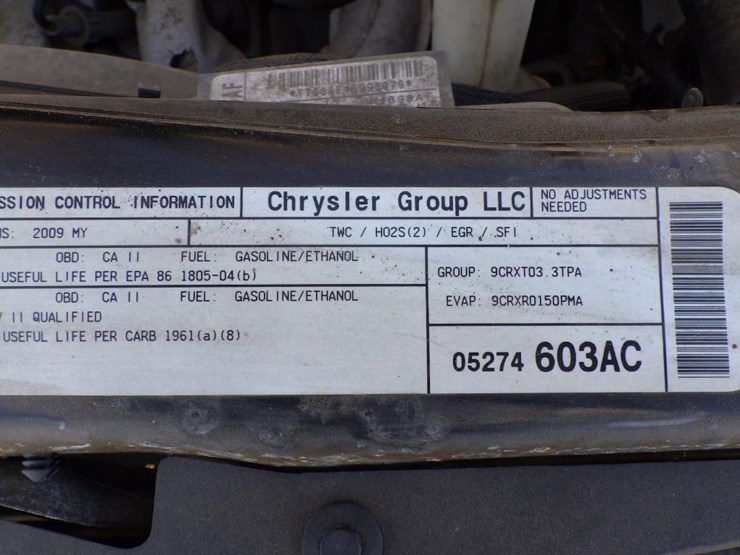 AF
SSION CONTROL INFORMATION
Chrysler Group LLC
NO ADJUSTMENTS
NEEDED
NS: 2009 MY
TWC / HO2S(2) / EGR / SFI
OBD: CA II FUEL: GASOLINE/ETHANOL
USEFUL LIFE PER EPA 86 1805-04(b)
OBD: CA II FUEL: GASOLINE/ETHANOL
/ II QUALIFIED
USEFUL LIFE PER CARB 1961(a)(8)
GROUP: 9CRXT03.3TPA
EVAP: 9CRXR0150PMA
05274 603AC